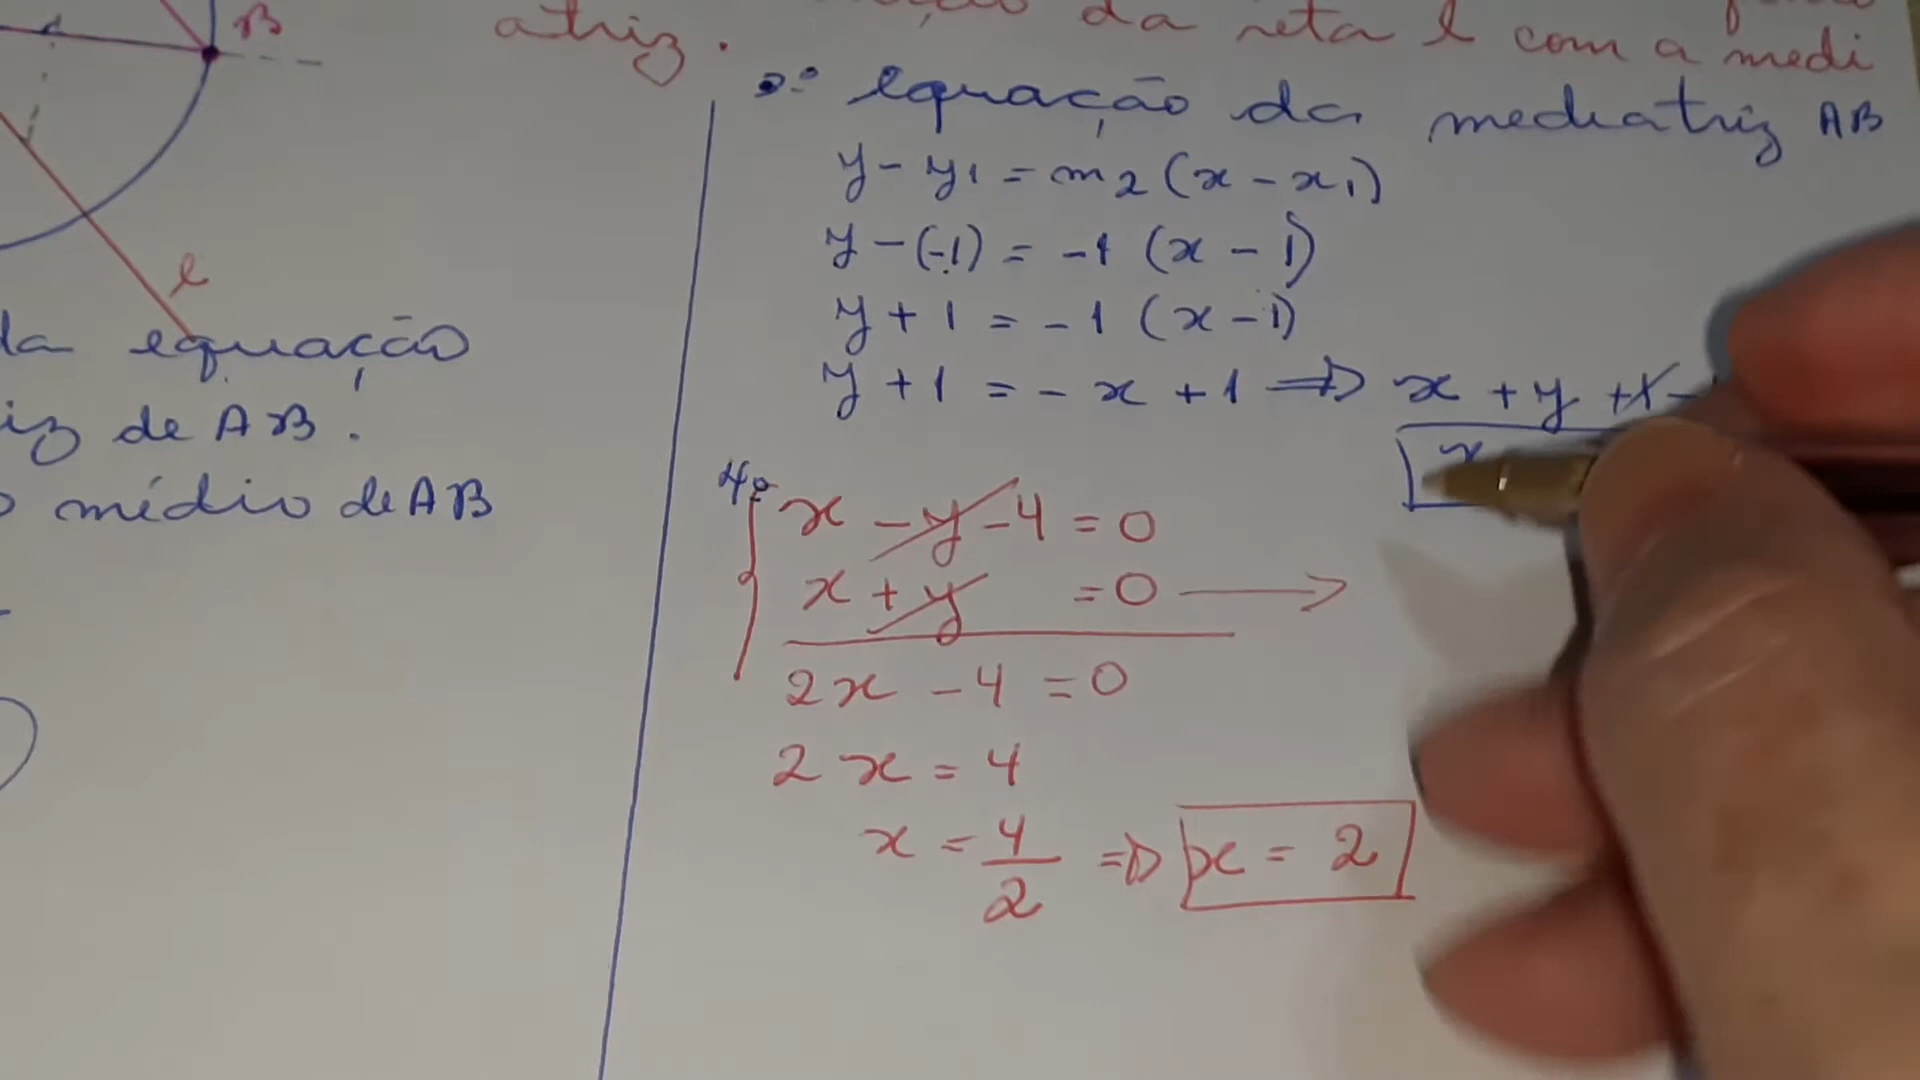 B
l
da equação
iz de AB.
médio de AB
atriz.
da reta l com a medi
equação da mediatriz AB
y - y1 = m2 (x - x1)
y - (-1) = -1 (x - 1)
y + 1 = -1 (x - 1)
y + 1 = - x + 1 ⇒ x + y + 1 -
x
4º
x - y - 4 = 0
x + y = 0 →
2x - 4 = 0
2x = 4
x = 4/2 ⇒ x = 2